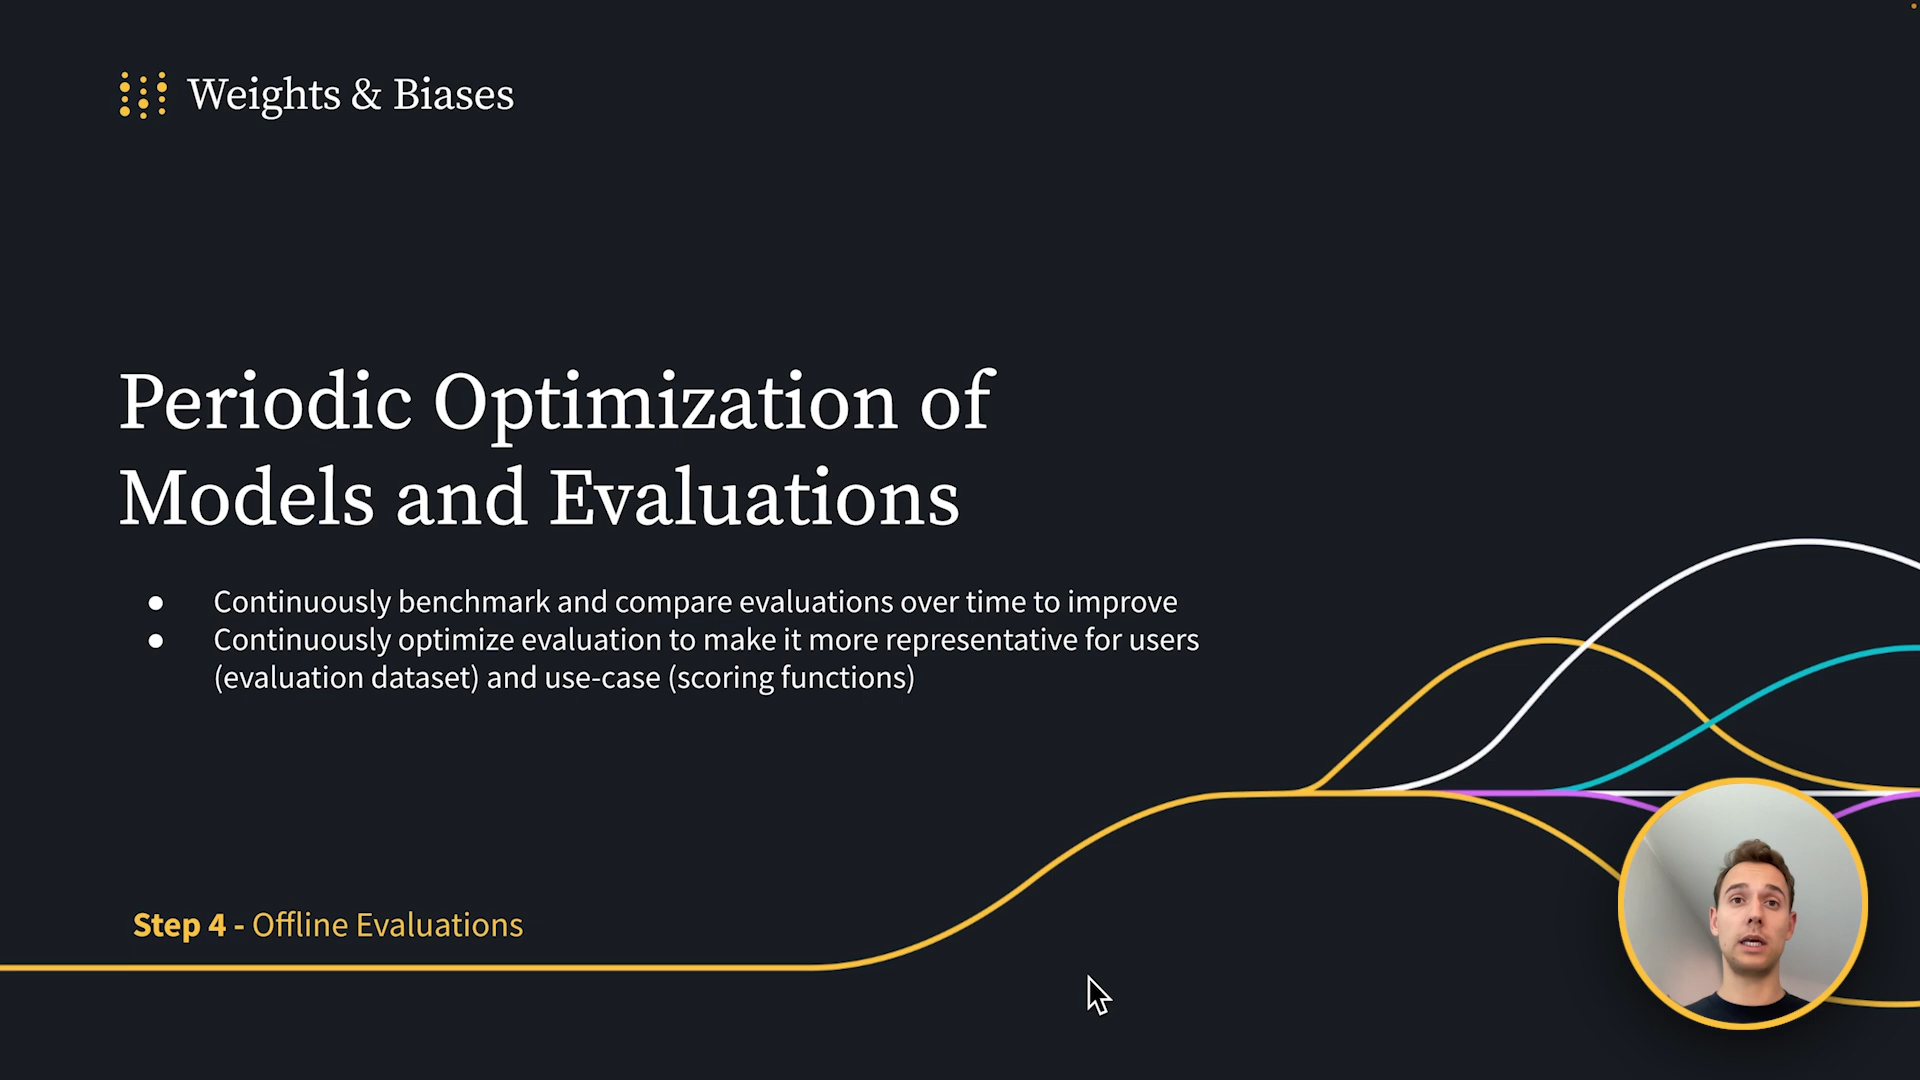 Weights & Biases
Periodic Optimization of
Models and Evaluations
● Continuously benchmark and compare evaluations over time to improve
● Continuously optimize evaluation to make it more representative for users
(evaluation dataset) and use-case (scoring functions)
Step 4 - Offline Evaluations